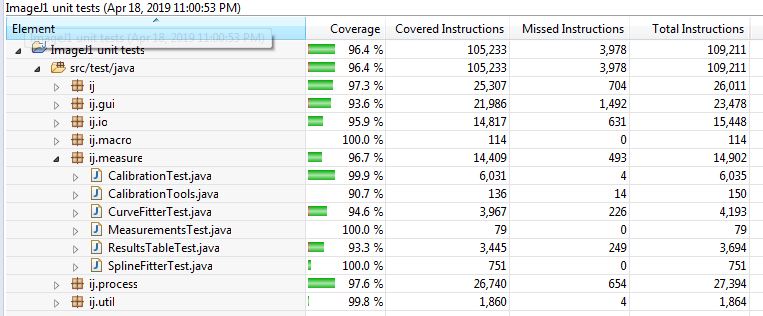 ImageJ1 unit tests (Apr 18, 2019 11:00:53 PM)
Element Coverage Covered Instructions Missed Instructions Total Instructions
ImageJ1 unit tests 96.4 % 105,233 3,978 109,211
src/test/java 96.4 % 105,233 3,978 109,211
ij 97.3 % 25,307 704 26,011
ij.gui 93.6 % 21,986 1,492 23,478
ij.io 95.9 % 14,817 631 15,448
ij.macro 100.0 % 114 0 114
ij.measure 96.7 % 14,409 493 14,902
CalibrationTest.java 99.9 % 6,031 4 6,035
CalibrationTools.java 90.7 % 136 14 150
CurveFitterTest.java 94.6 % 3,967 226 4,193
MeasurementsTest.java 100.0 % 79 0 79
ResultsTableTest.java 93.3 % 3,445 249 3,694
SplineFitterTest.java 100.0 % 751 0 751
ij.process 97.6 % 26,740 654 27,394
ij.util 99.8 % 1,860 4 1,864